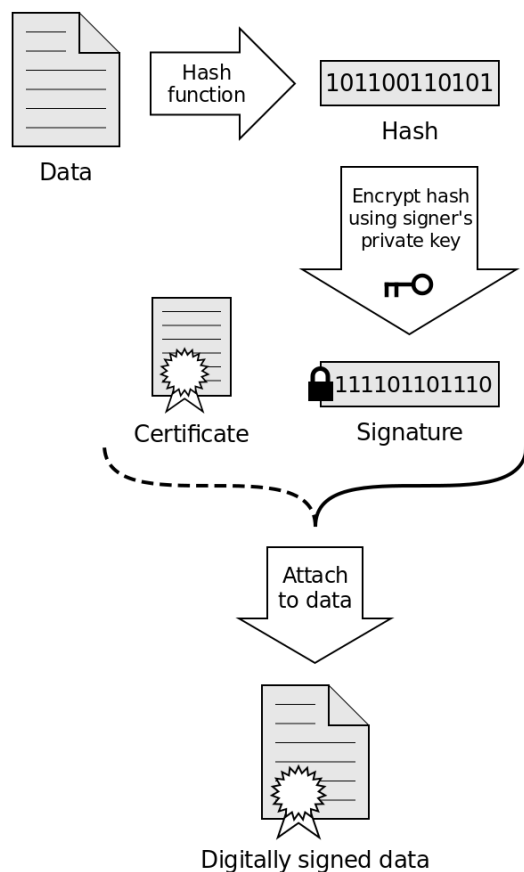 Hash
function
101100110101
Data
Hash
Encrypt hash
using signer's
private key
111101101110
Certificate
Signature
Attach
to data
Digitally signed data